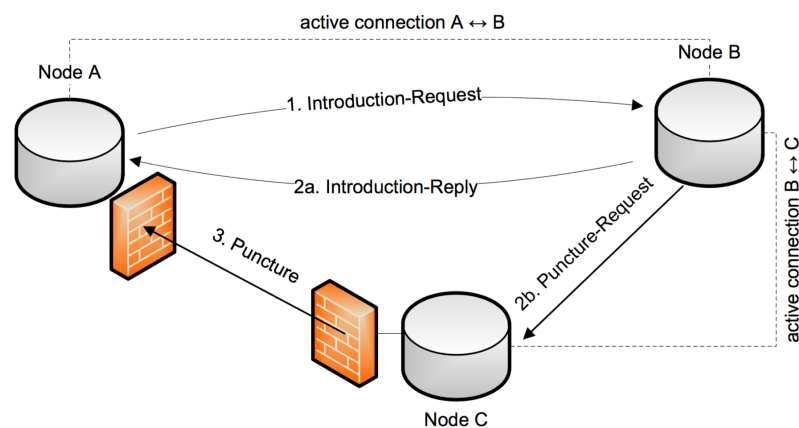 active connection A ↔ B
Node A
Node B
1. Introduction-Request
2a. Introduction-Reply
active connection B ↔ C
2b. Puncture-Request
3. Puncture
Node C